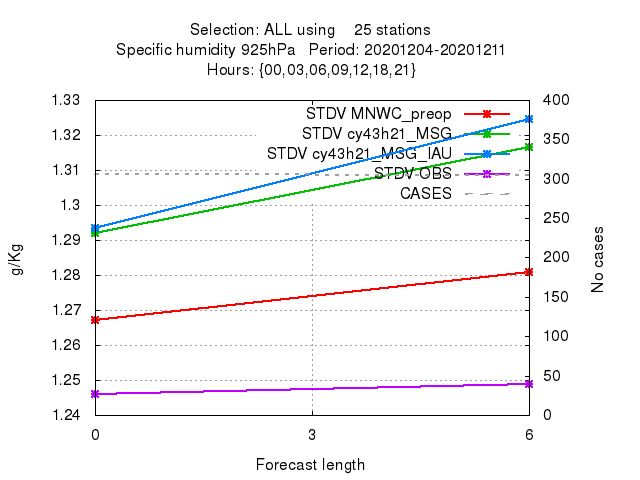 Selection: ALL using    25 stations
Specific humidity 925hPa   Period: 20201204-20201211
Hours: {00,03,06,09,12,18,21}
1.33
1.32
1.31
1.3
1.29
1.28
1.27
1.26
1.25
1.24
g/Kg
STDV MNWC_preop
STDV cy43h21_MSG
STDV cy43h21_MSG_IAU
STDV OBS
CASES
400
350
300
250
200
150
100
50
0
No cases
0 3 6
Forecast length